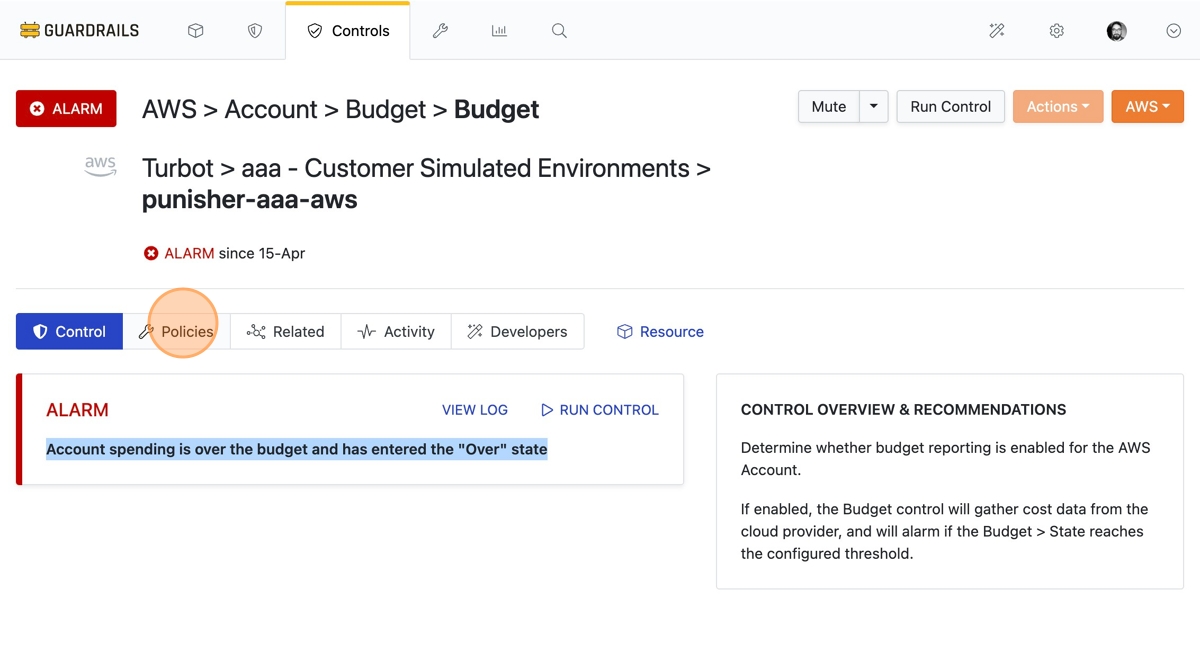 GUARDRAILS
Controls
ALARM
AWS > Account > Budget > Budget
Mute
Run Control
Actions
AWS
aws
Turbot > aaa - Customer Simulated Environments >
punisher-aaa-aws
ALARM since 15-Apr
Control
Policies
Related
Activity
Developers
Resource
ALARM
VIEW LOG
RUN CONTROL
Account spending is over the budget and has entered the "Over" state
CONTROL OVERVIEW & RECOMMENDATIONS
Determine whether budget reporting is enabled for the AWS
Account.
If enabled, the Budget control will gather cost data from the
cloud provider, and will alarm if the Budget > State reaches
the configured threshold.